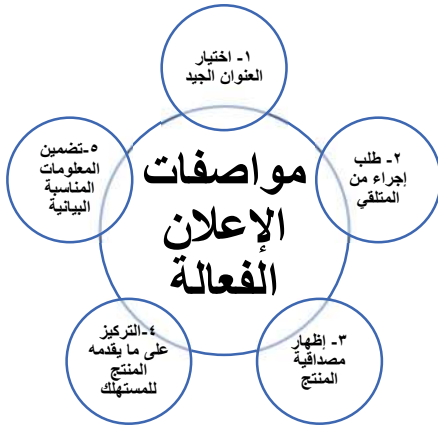 مواصفات
الإعلان
الفعالة
١- اختيار
العنوان الجيد
٢- طلب
إجراء من
المتلقي
٣- إظهار
مصداقية
المنتج
٤-التركيز
على ما يقدمه
المنتج
للمستهلك
٥-تضمين
المعلومات
المناسبة
البيانية